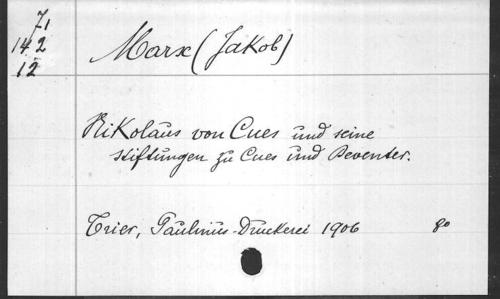 71
142
12
Marx (Jakob)
Nikolaus von Cues und seine
Stiftungen zu Cues und Deventer.
Trier, Paulinus-Druckerei 1906 go